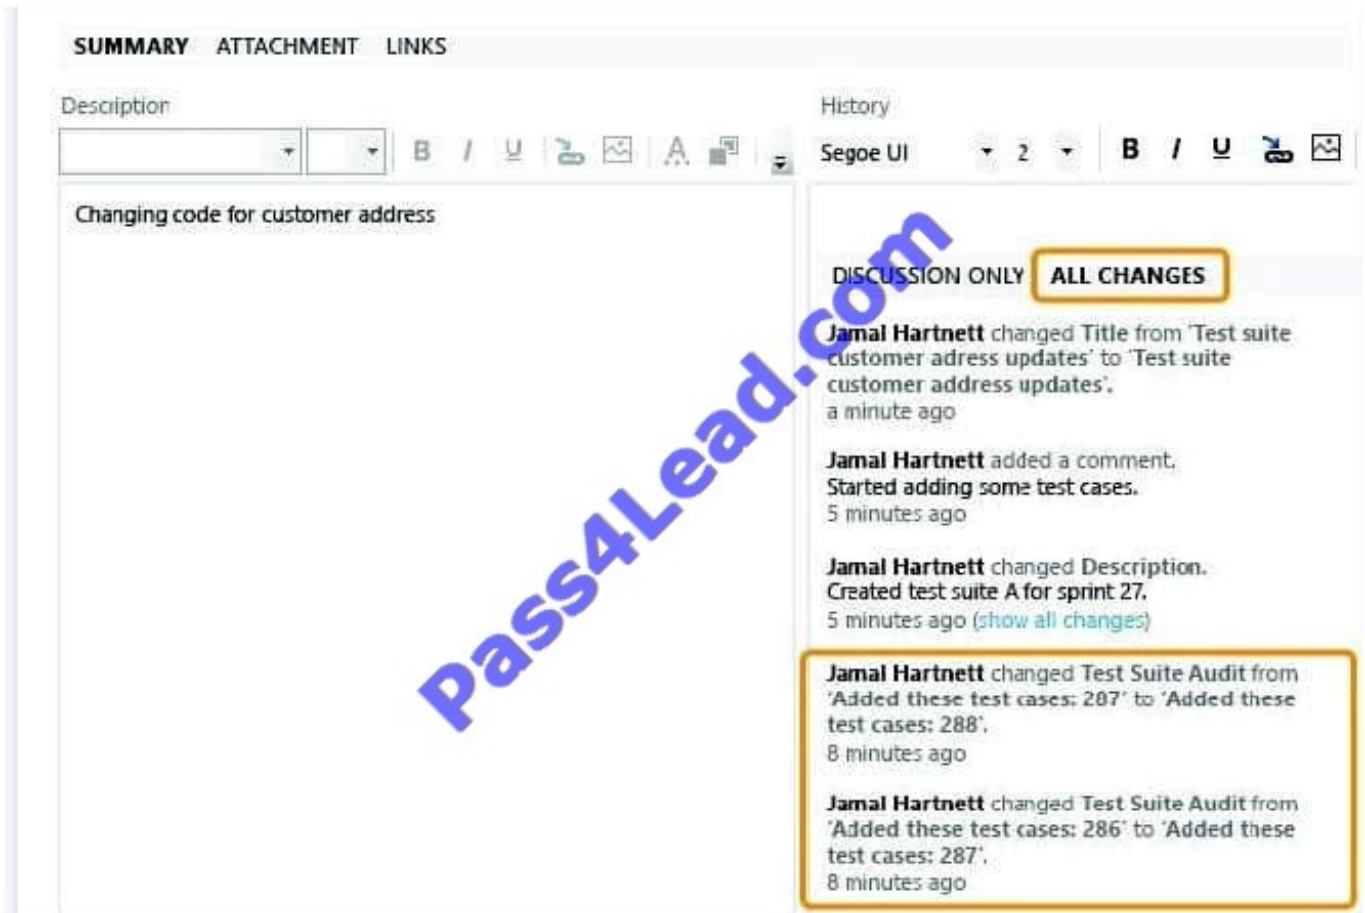 SUMMARY ATTACHMENT LINKS
Description
Changing code for customer address
History
Segoe UI 2 B I U
DISCUSSION ONLY ALL CHANGES
Jamal Hartnett changed Title from 'Test suite
customer adress updates' to 'Test suite
customer address updates'.
a minute ago
Jamal Hartnett added a comment.
Started adding some test cases.
5 minutes ago
Jamal Hartnett changed Description.
Created test suite A for sprint 27.
5 minutes ago (show all changes)
Jamal Hartnett changed Test Suite Audit from
'Added these test cases: 287' to 'Added these
test cases: 288'.
8 minutes ago
Jamal Hartnett changed Test Suite Audit from
'Added these test cases: 286' to 'Added these
test cases: 287'.
8 minutes ago
B I U A
Pass4Lead.com